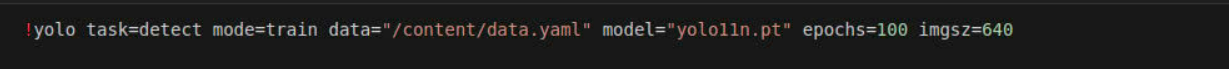 !yolo task=detect mode=train data="/content/data.yaml" model="yolo11n.pt" epochs=100 imgsz=640